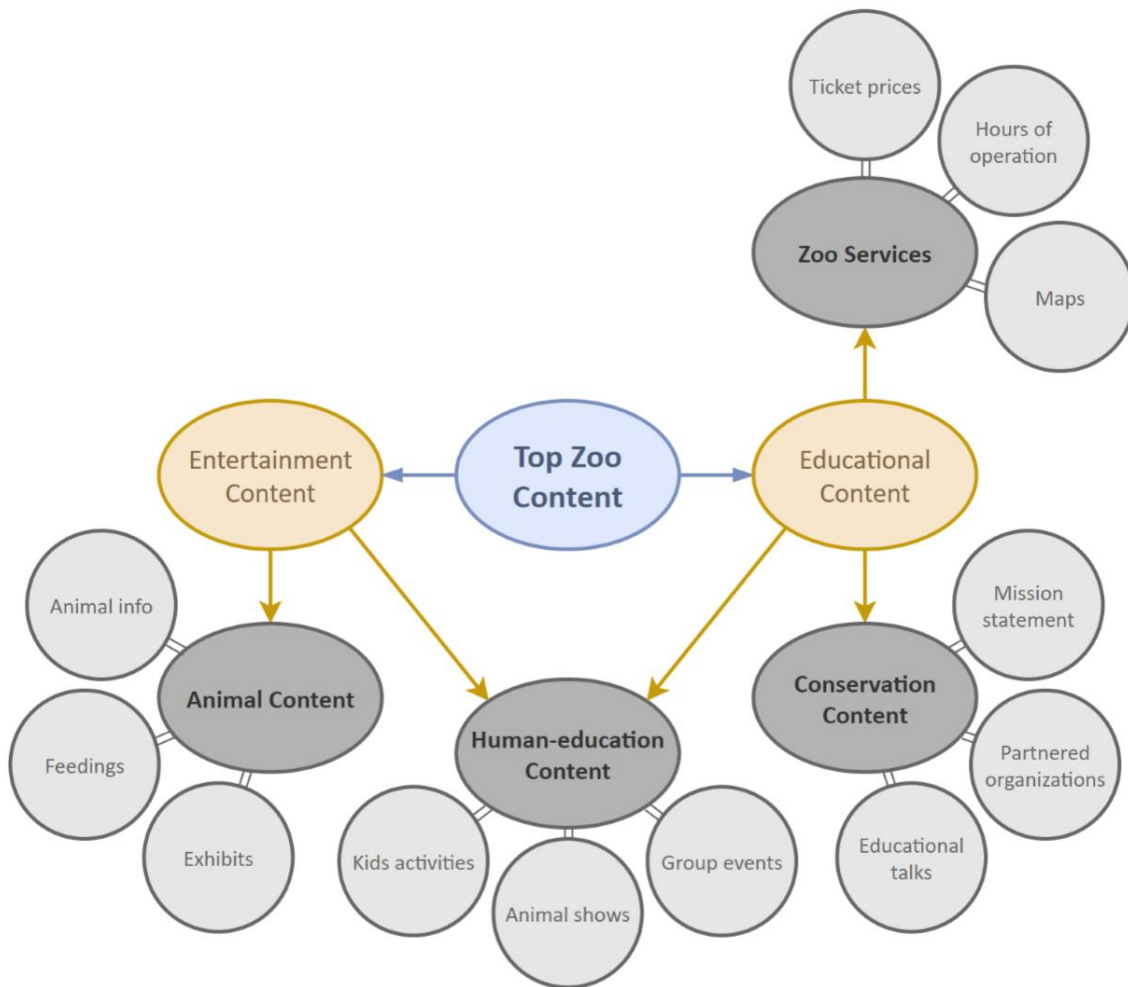 Ticket prices
Hours of
operation
Zoo Services
Maps
Entertainment
Content
Top Zoo
Content
Educational
Content
Animal info
Animal Content
Feedings
Exhibits
Human-education
Content
Kids activities
Animal shows
Group events
Conservation
Content
Mission
statement
Partnered
organizations
Educational
talks